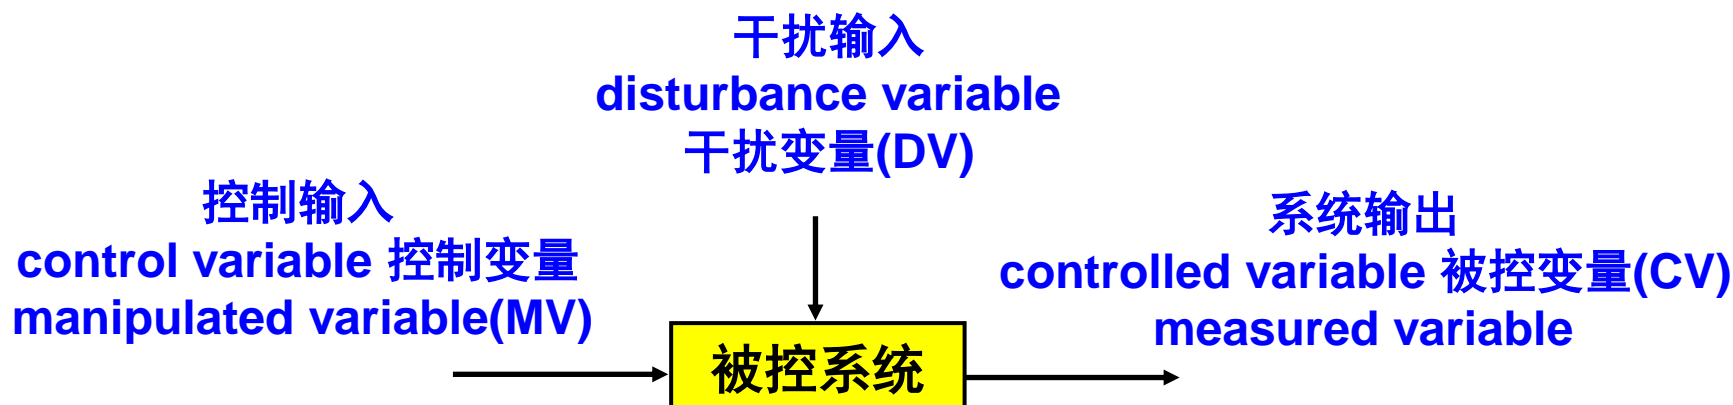 干扰输入
disturbance variable
干扰变量(DV)
控制输入
control variable 控制变量
manipulated variable(MV)
系统输出
controlled variable 被控变量(CV)
measured variable
被控系统